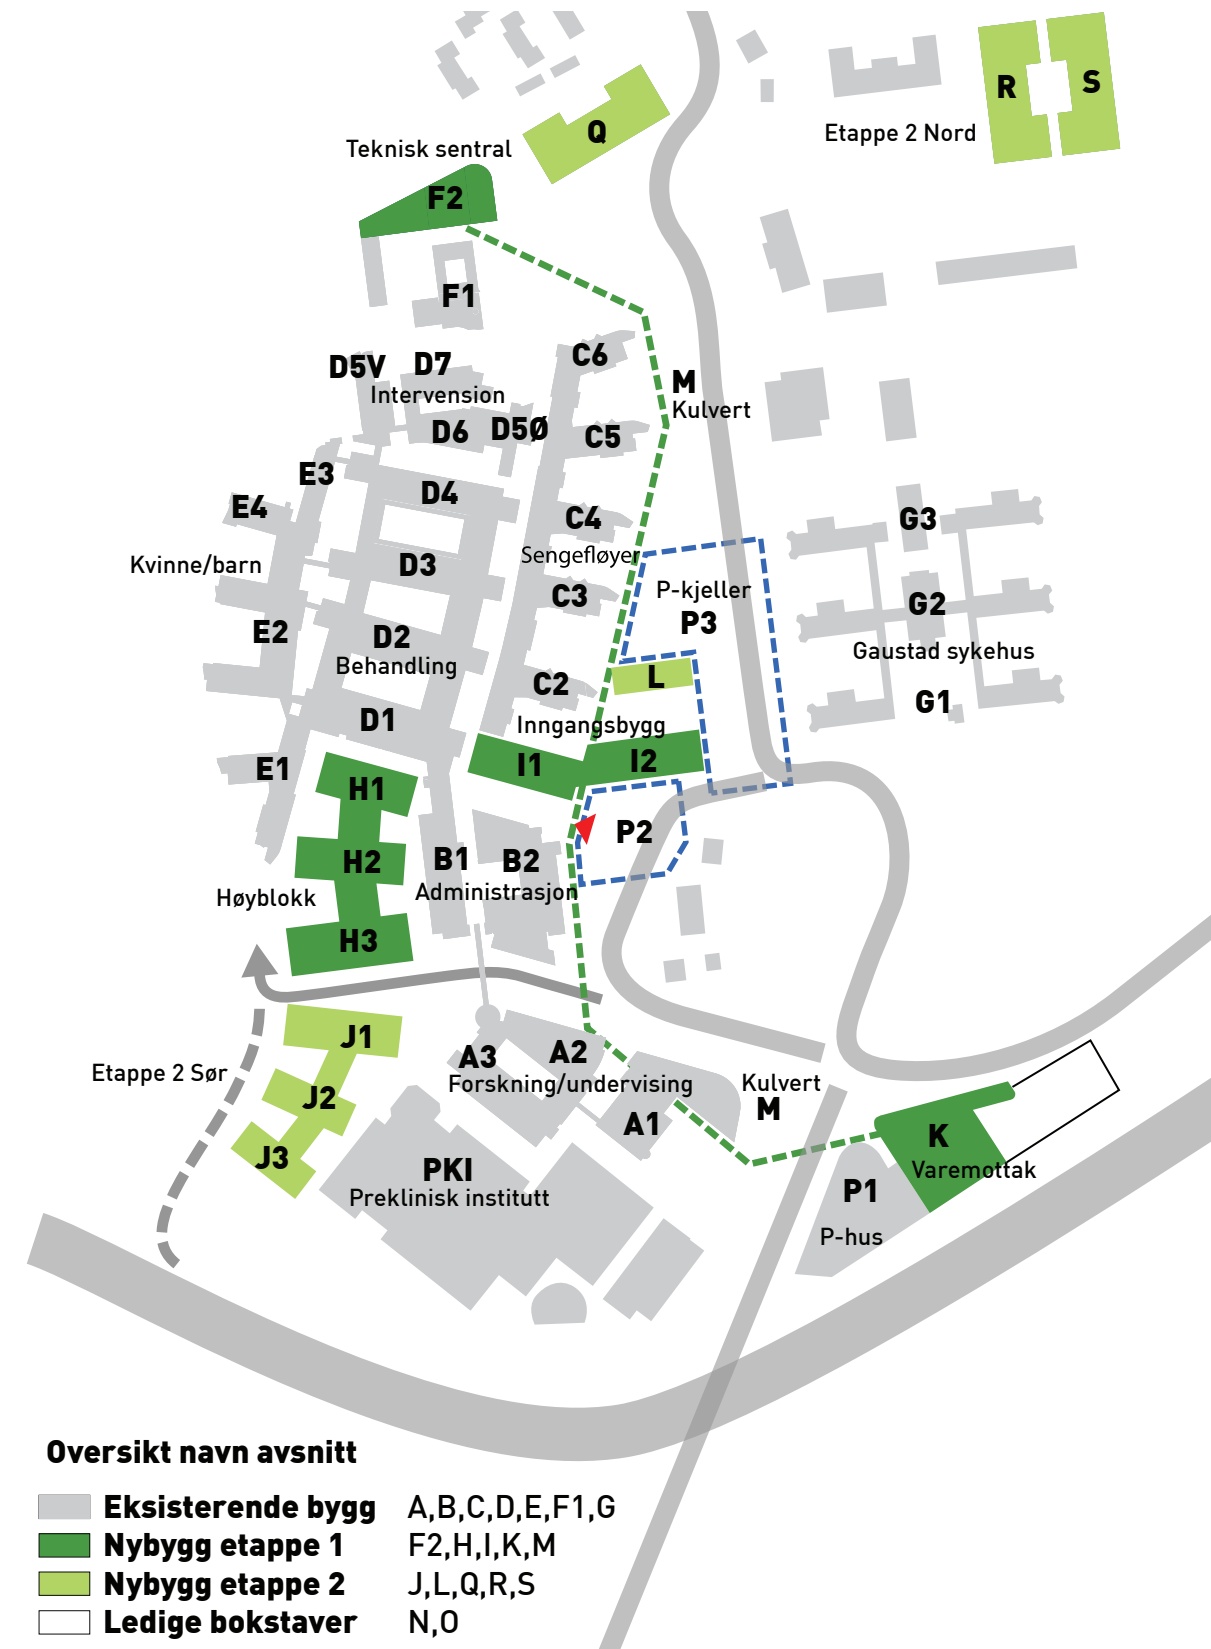 R
S
Q
Etappe 2 Nord
Teknisk sentral
F2
F1
C6
D5V
D7
M
Intervension
Kulvert
D6
D5Ø
C5
E3
D4
E4
C4
G3
Sengefløyer
Kvinne/barn
D3
P-kjeller
C3
G2
P3
E2
D2
Gaustad sykehus
Behandling
L
C2
G1
D1
Inngangsbygg
I1
I2
E1
H1
P2
H2
B1
B2
Administrasjon
Høyblokk
H3
J1
A3
A2
Etappe 2 Sør
Forskning/undervising
Kulvert
J2
M
A1
K
J3
PKI
Varemottak
Preklinisk institutt
P1
P-hus
Oversikt navn avsnitt
Eksisterende bygg A,B,C,D,E,F1,G
Nybygg etappe 1 F2,H,I,K,M
Nybygg etappe 2 J,L,Q,R,S
Ledige bokstaver N,O